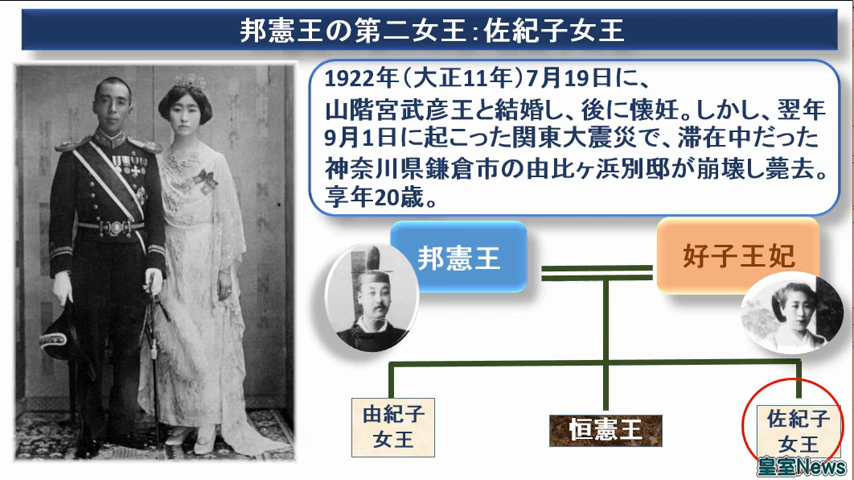 邦憲王の第二女王：佐紀子女王
1922年（大正11年）7月19日に、
山階宮武彦王と結婚し、後に懐妊。しかし、翌年
9月1日に起こった関東大震災で、滞在中だった
神奈川県鎌倉市の由比ヶ浜別邸が崩壊し薨去。
享年20歳。
邦憲王
好子王妃
由紀子
女王
恒憲王
佐紀子
女王
皇室News